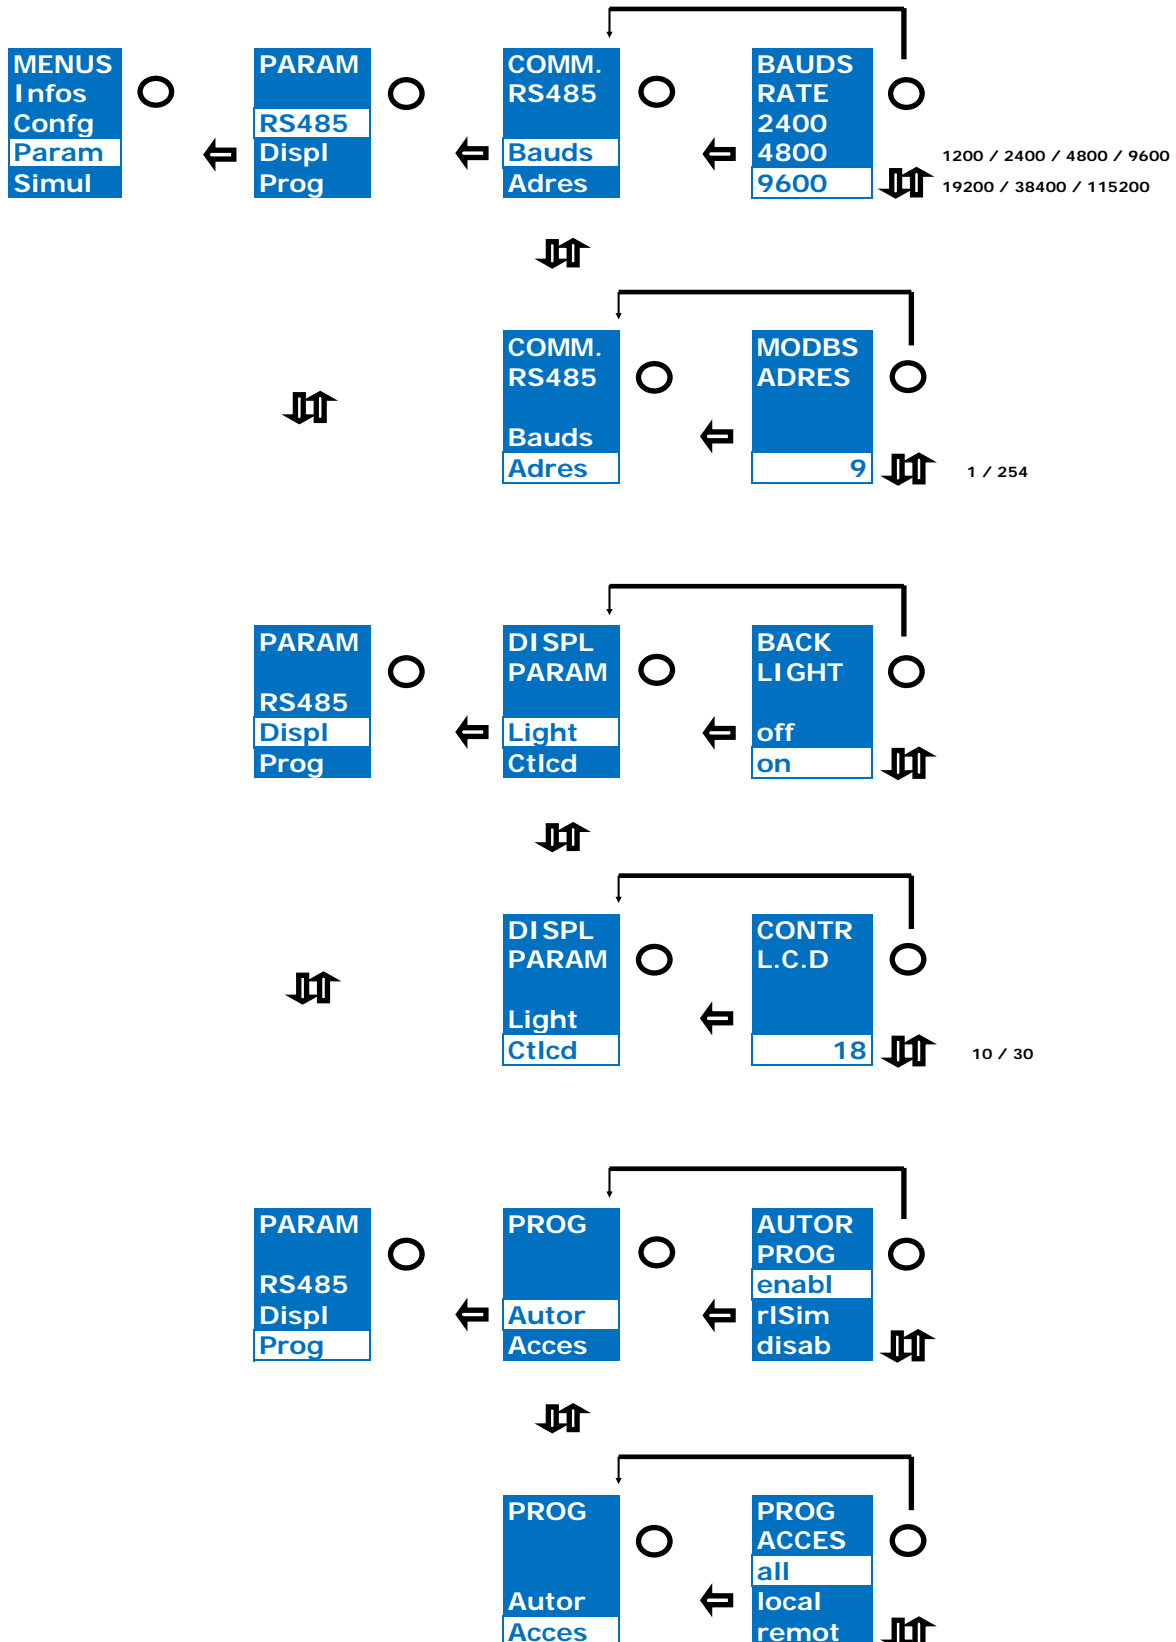 MENUS
Infos
Confg
Param
Simul
PARAM
RS485
Displ
Prog
COMM.
RS485
Bauds
Adres
BAUDS
RATE
2400
4800
9600
1200 / 2400 / 4800 / 9600
19200 / 38400 / 115200
COMM.
RS485
Bauds
Adres
MODBS
ADRES
9
1 / 254
PARAM
RS485
Displ
Prog
DISPL
PARAM
Light
Ctlcd
BACK
LIGHT
off
on
DISPL
PARAM
Light
Ctlcd
CONTR
L.C.D
18
10 / 30
PARAM
RS485
Displ
Prog
PROG
Autor
Acces
AUTOR
PROG
enabl
rlSim
disab
PROG
Autor
Acces
PROG
ACCES
all
local
remot